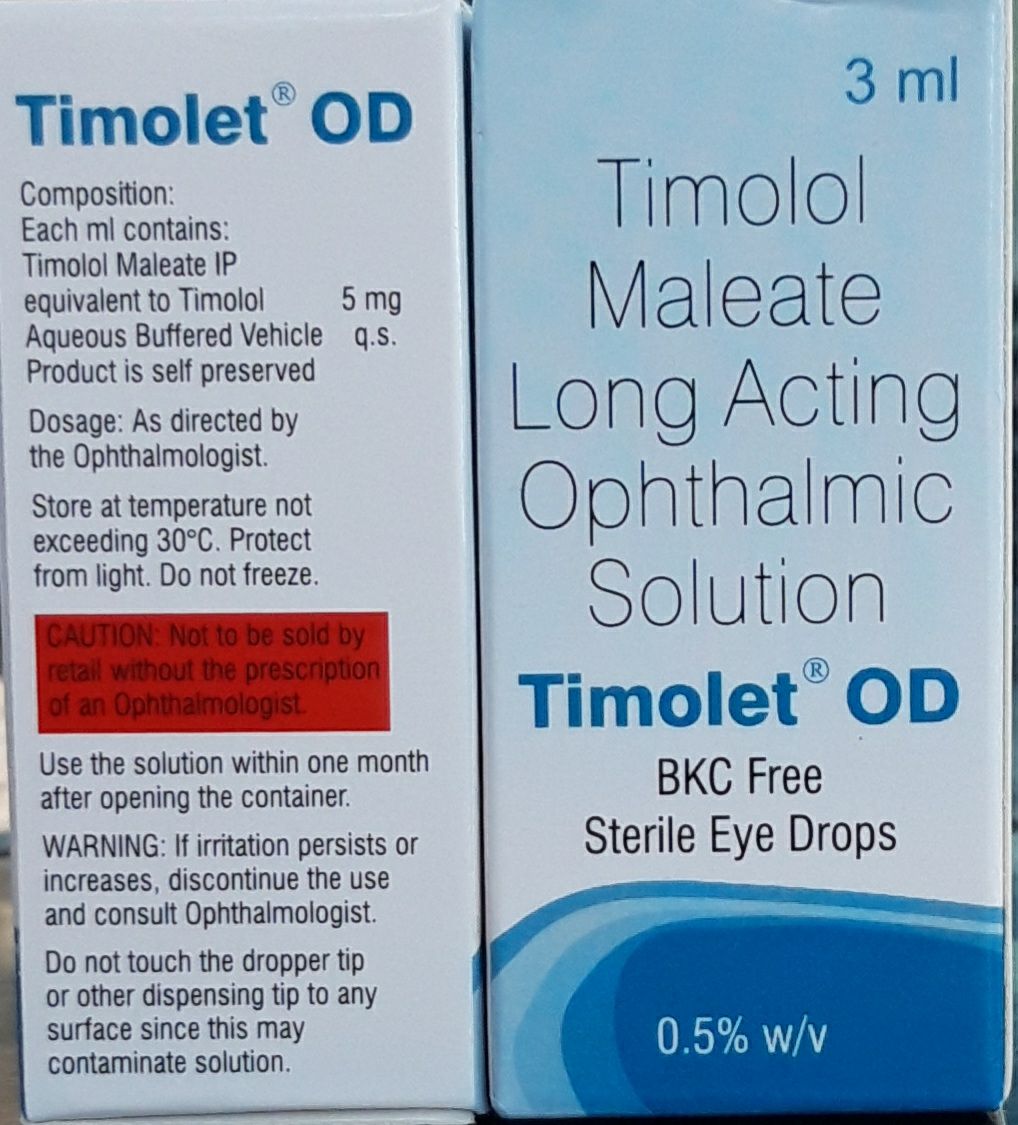 Timolet® OD
Composition:
Each ml contains:
Timolol Maleate IP
equivalent to Timolol 5 mg
Aqueous Buffered Vehicle q.s.
Product is self preserved
Dosage: As directed by
the Ophthalmologist.
Store at temperature not
exceeding 30°C. Protect
from light. Do not freeze.
CAUTION: Not to be sold by
retail without the prescription
of an Ophthalmologist.
Use the solution within one month
after opening the container.
WARNING: If irritation persists or
increases, discontinue the use
and consult Ophthalmologist.
Do not touch the dropper tip
or other dispensing tip to any
surface since this may
contaminate solution.
3 ml
Timolol
Maleate
Long Acting
Ophthalmic
Solution
Timolet® OD
BKC Free
Sterile Eye Drops
0.5% w/v